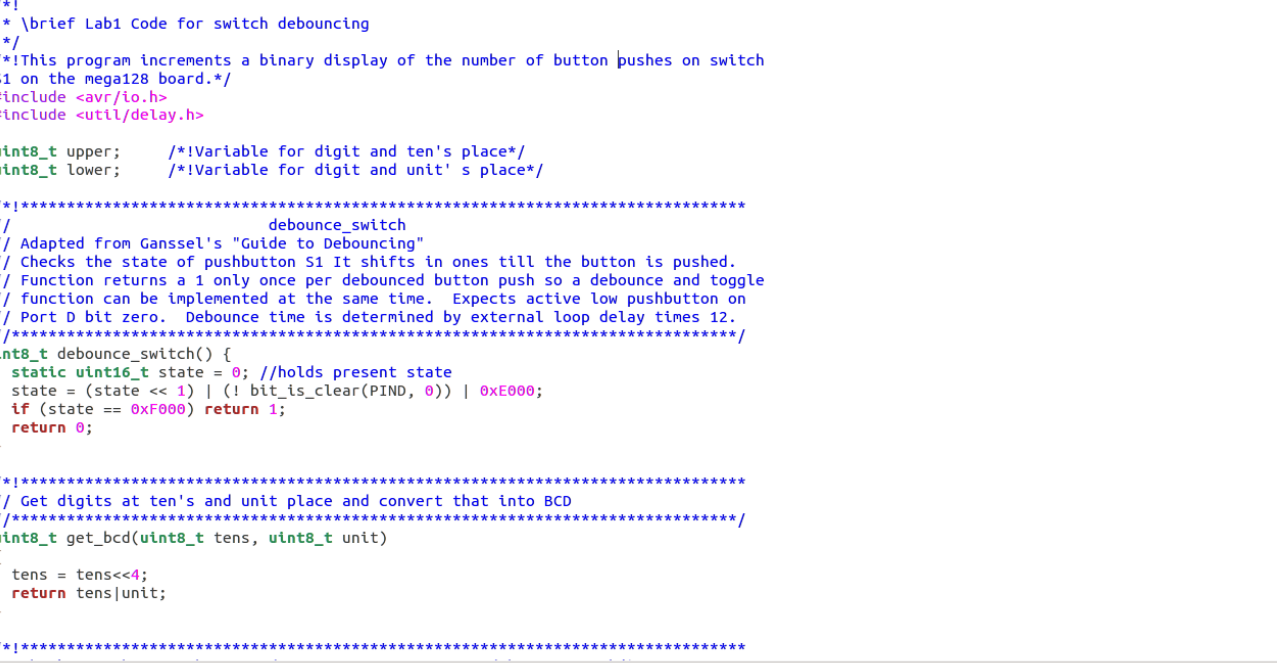 *!
* \brief Lab1 Code for switch debouncing
*/
*!This program increments a binary display of the number of button pushes on switch
S1 on the mega128 board.*/
#include <avr/io.h>
#include <util/delay.h>
uint8_t upper; /*!Variable for digit and ten's place*/
uint8_t lower; /*!Variable for digit and unit' s place*/
*!*******************************************************************************
/ debounce_switch
/ Adapted from Ganssel's "Guide to Debouncing"
/ Checks the state of pushbutton S1 It shifts in ones till the button is pushed.
/ Function returns a 1 only once per debounced button push so a debounce and toggle
/ function can be implemented at the same time.  Expects active low pushbutton on
/ Port D bit zero.  Debounce time is determined by external loop delay times 12.
/*******************************************************************************/
int8_t debounce_switch() {
static uint16_t state = 0; //holds present state
state = (state << 1) | (! bit_is_clear(PIND, 0)) | 0xE000;
if (state == 0xF000) return 1;
return 0;
*!*******************************************************************************
/ Get digits at ten's and unit place and convert that into BCD
/*******************************************************************************/
uint8_t get_bcd(uint8_t tens, uint8_t unit)
tens = tens<<4;
return tens|unit;
*!*******************************************************************************